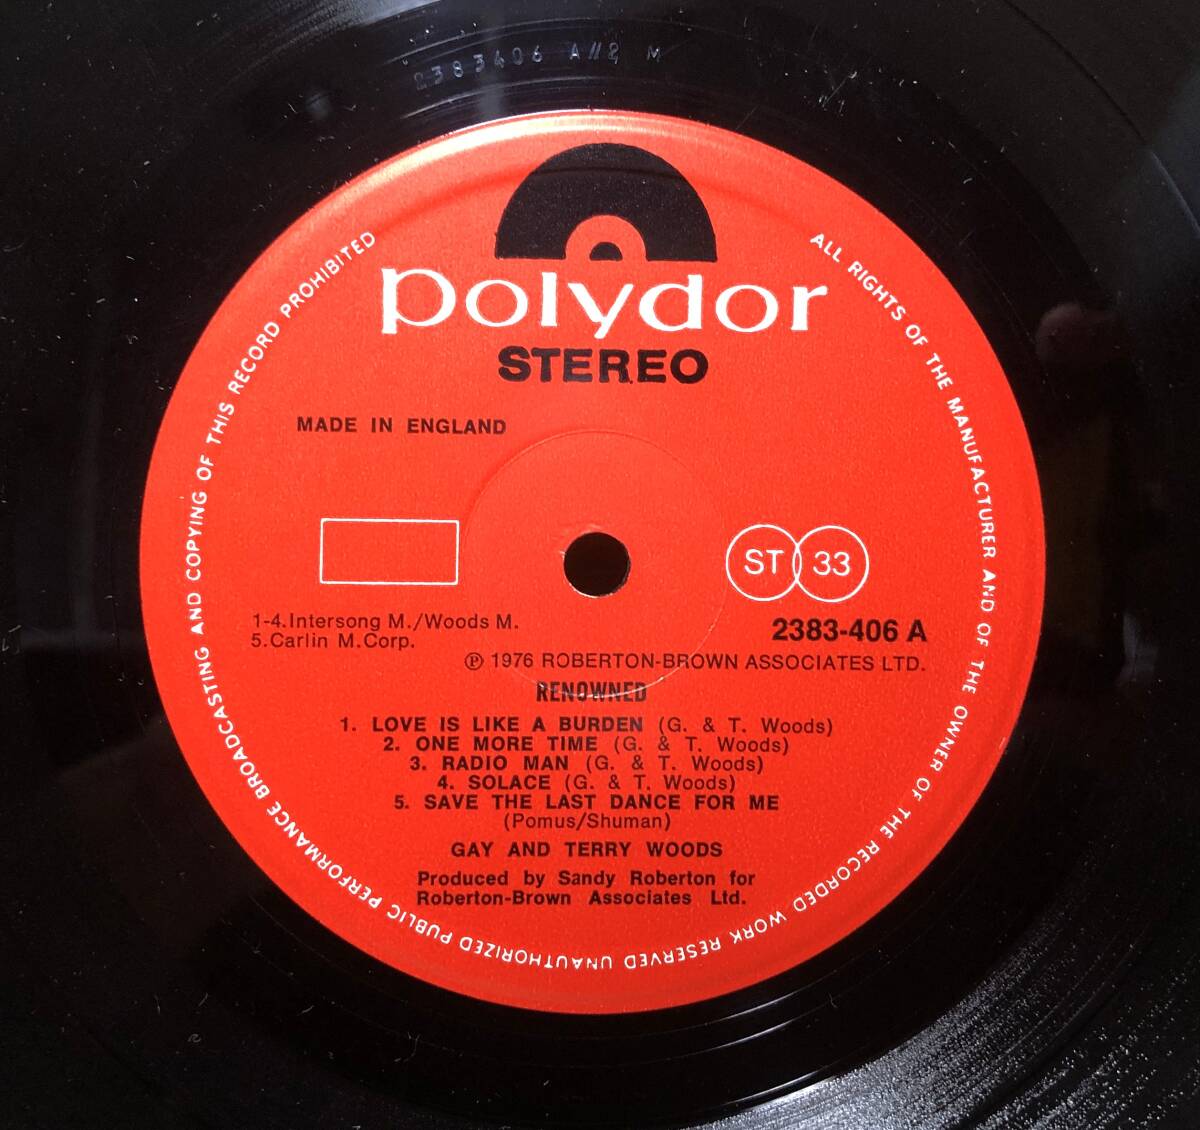 2383406 A//2 M
polydor
STEREO
MADE IN ENGLAND
ST 33
1-4.Intersong M./Woods M.
5.Carlin M.Corp.
2383-406 A
℗ 1976 ROBERTON-BROWN ASSOCIATES LTD.
RENOWNED
1. LOVE IS LIKE A BURDEN (G. & T. Woods)
2. ONE MORE TIME (G. & T. Woods)
3. RADIO MAN (G. & T. Woods)
4. SOLACE (G. & T. Woods)
5. SAVE THE LAST DANCE FOR ME
(Pomus/Shuman)
GAY AND TERRY WOODS
Produced by Sandy Roberton for
Roberton-Brown Associates Ltd.
ALL RIGHTS OF THE MANUFACTURER AND OF THE OWNER OF THE RECORDED WORK RESERVED UNAUTHORIZED PUBLIC PERFORMANCE BROADCASTING AND COPYING OF THIS RECORD PROHIBITED